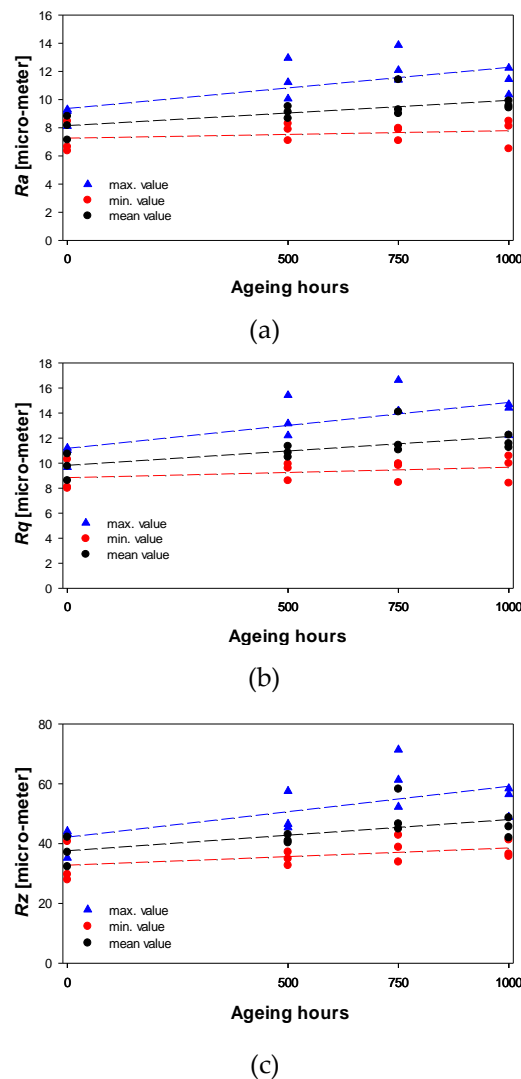 16
14
12
10
8
6
4
2
0
Ra [micro-meter]
max. value
min. value
mean value
0 500 750 1000
Ageing hours
(a)
18
16
14
12
10
8
6
4
2
0
Rq [micro-meter]
max. value
min. value
mean value
0 500 750 1000
Ageing hours
(b)
80
60
40
20
0
Rz [micro-meter]
max. value
min. value
mean value
0 500 750 1000
Ageing hours
(c)